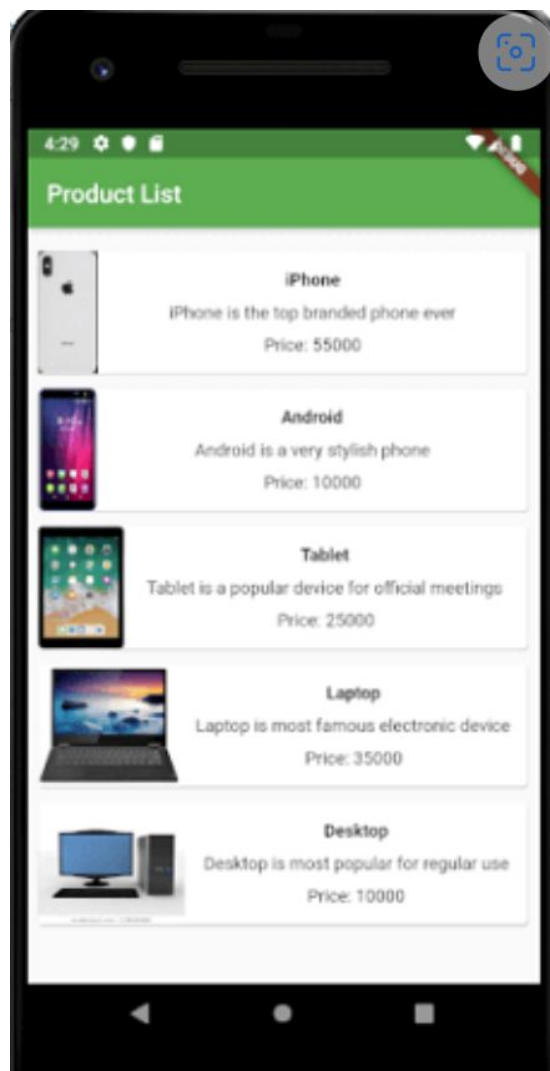 4:29
Product List
iPhone
iPhone is the top branded phone ever
Price: 55000
Android
Android is a very stylish phone
Price: 10000
Tablet
Tablet is a popular device for official meetings
Price: 25000
Laptop
Laptop is most famous electronic device
Price: 35000
Desktop
Desktop is most popular for regular use
Price: 10000